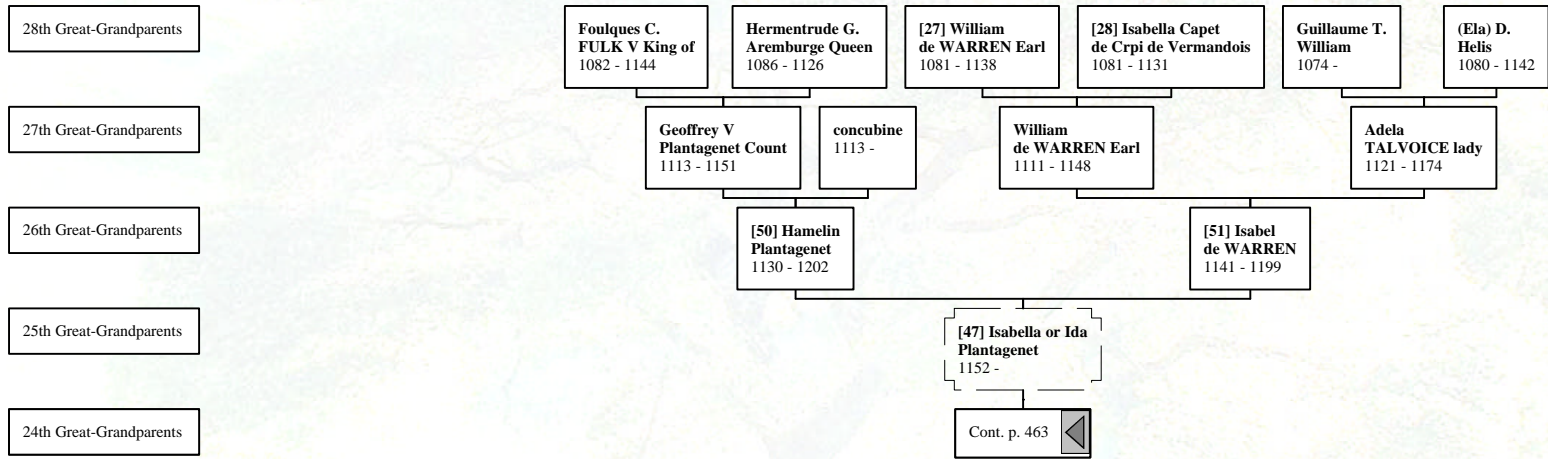 28th Great-Grandparents
Foulques C.
FULK V King of
1082 - 1144
Hermentrude G.
Aremburge Queen
1086 - 1126
[27] William
de WARREN Earl
1081 - 1138
[28] Isabella Capet
de Crpi de Vermandois
1081 - 1131
Guillaume T.
William
1074 -
(Ela) D.
Helis
1080 - 1142
27th Great-Grandparents
Geoffrey V
Plantagenet Count
1113 - 1151
concubine
1113 -
William
de WARREN Earl
1111 - 1148
Adela
TALVOICE lady
1121 - 1174
26th Great-Grandparents
[50] Hamelin
Plantagenet
1130 - 1202
[51] Isabel
de WARREN
1141 - 1199
25th Great-Grandparents
[47] Isabella or Ida
Plantagenet
1152 -
24th Great-Grandparents
Cont. p. 463